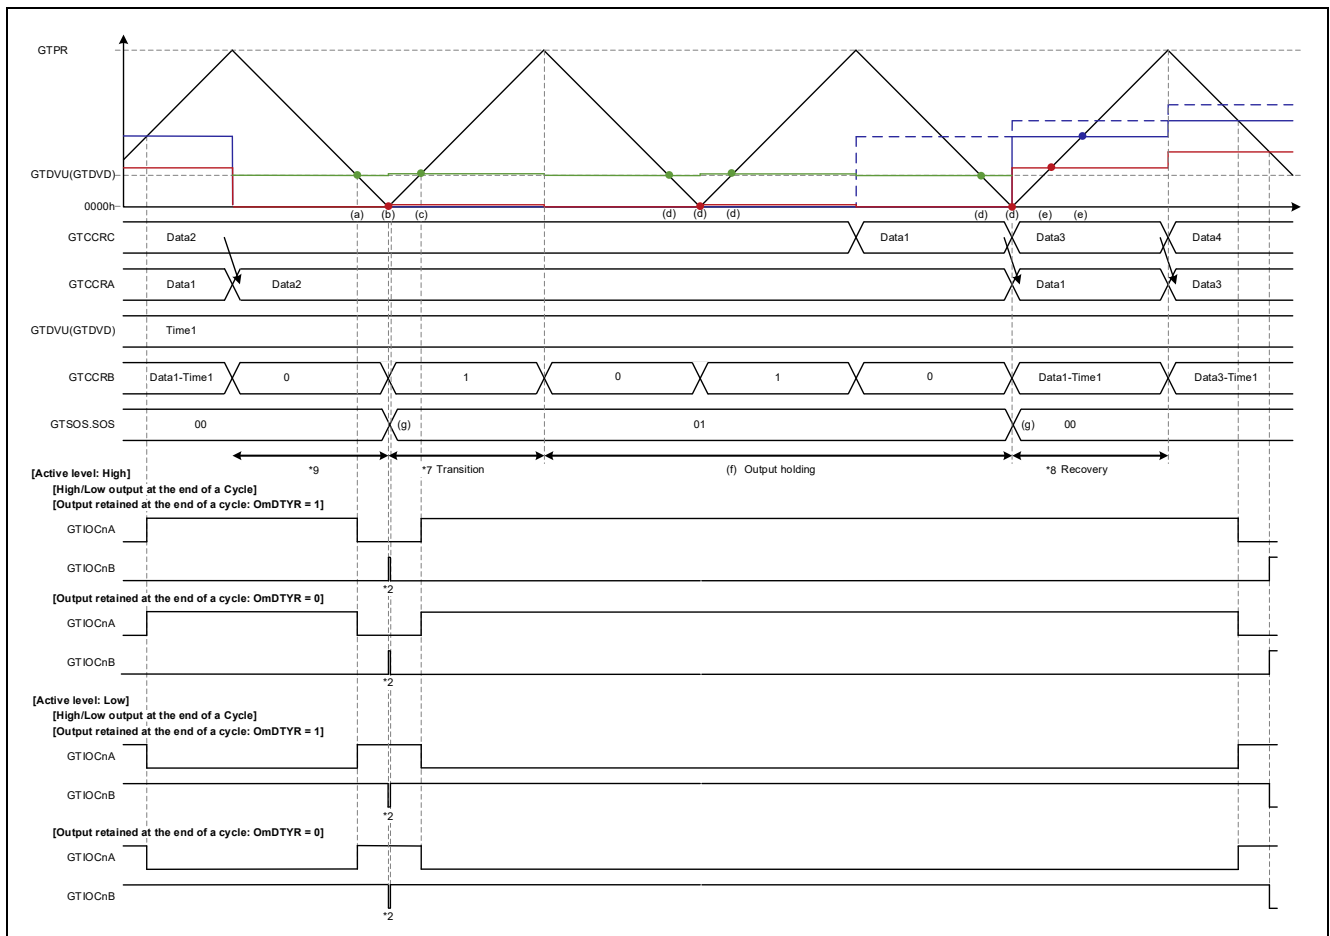 GTPR
GTDVU(GTDVD)
0000h
(a) (b) (c) (d) (d) (d) (d) (d) (e) (e)
GTCCRC Data2 Data1 Data3 Data4
GTCCRA Data1 Data2 Data1 Data3
GTDVU(GTDVD) Time1
GTCCRB Data1-Time1 0 1 0 1 0 Data1-Time1 Data3-Time1
GTSOS.SOS 00 (g) 01 (g) 00
*9 *7 Transition (f) Output holding *8 Recovery
[Active level: High]
[High/Low output at the end of a Cycle]
[Output retained at the end of a cycle: OmDTYR = 1]
GTIOCnA
GTIOCnB
*2
[Output retained at the end of a cycle: OmDTYR = 0]
GTIOCnA
GTIOCnB
*2
[Active level: Low]
[High/Low output at the end of a Cycle]
[Output retained at the end of a cycle: OmDTYR = 1]
GTIOCnA
GTIOCnB
*2
[Output retained at the end of a cycle: OmDTYR = 0]
GTIOCnA
GTIOCnB
*2